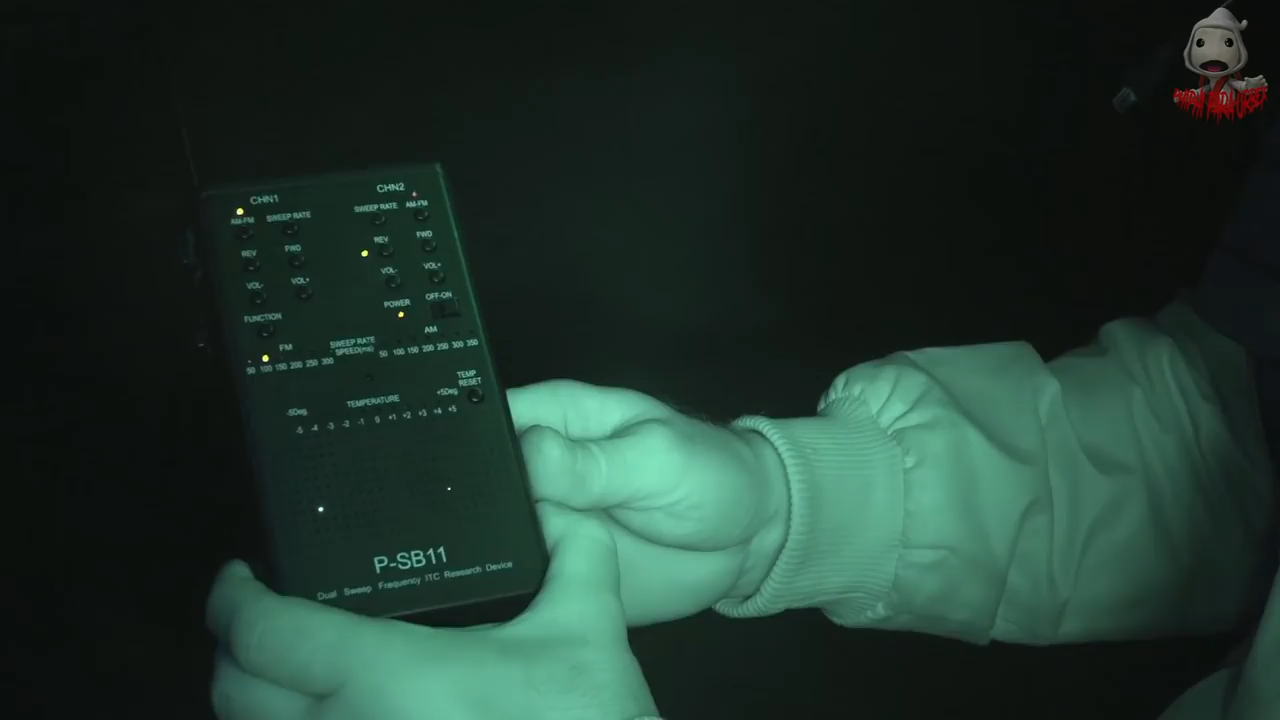 CHN1 CHN2
AM-FM SWEEP RATE SWEEP RATE AM-FM
REV FWD REV FWD
VOL- VOL+ VOL- VOL+
FUNCTION POWER OFF-ON
FM SWEEP RATE SPEED(ms) AM
50 100 150 200 250 300 50 100 150 200 250 300 350
TEMP RESET
-5Deg TEMPERATURE +5Deg
-5 -4 -3 -2 -1 0 +1 +2 +3 +4 +5
P-SB11
Dual Sweep Frequency ITC Research Device